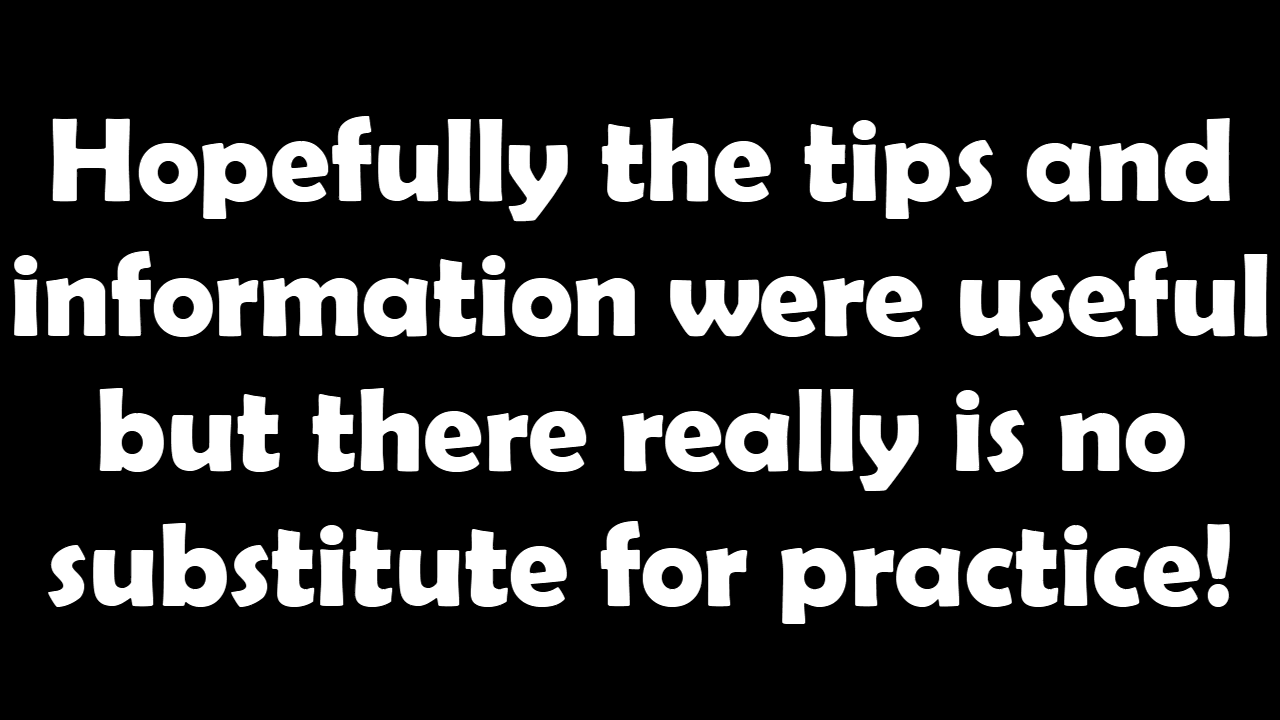 Hopefully the tips and
information were useful
but there really is no
substitute for practice!